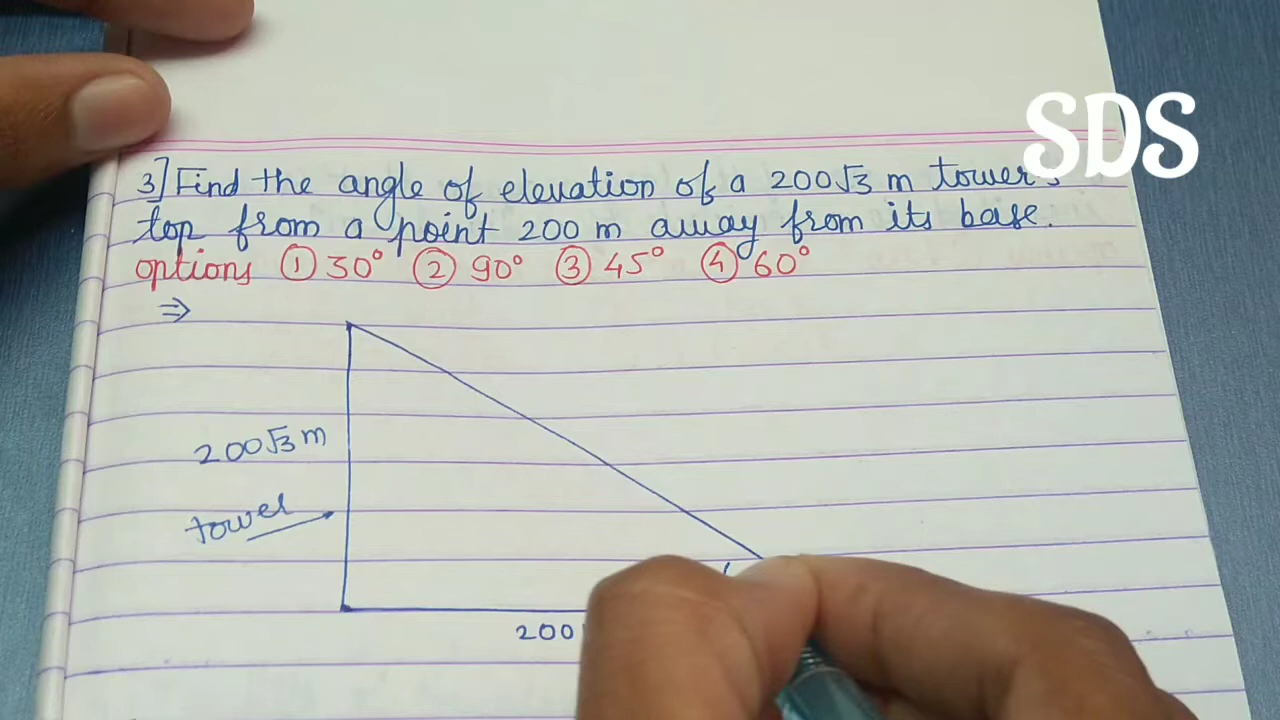 SDS
3] Find the angle of elevation of a 200√3 m tower's
top from a point 200 m away from its base.
options ① 30° ② 90° ③ 45° ④ 60°
⇒
200√3 m
tower
200